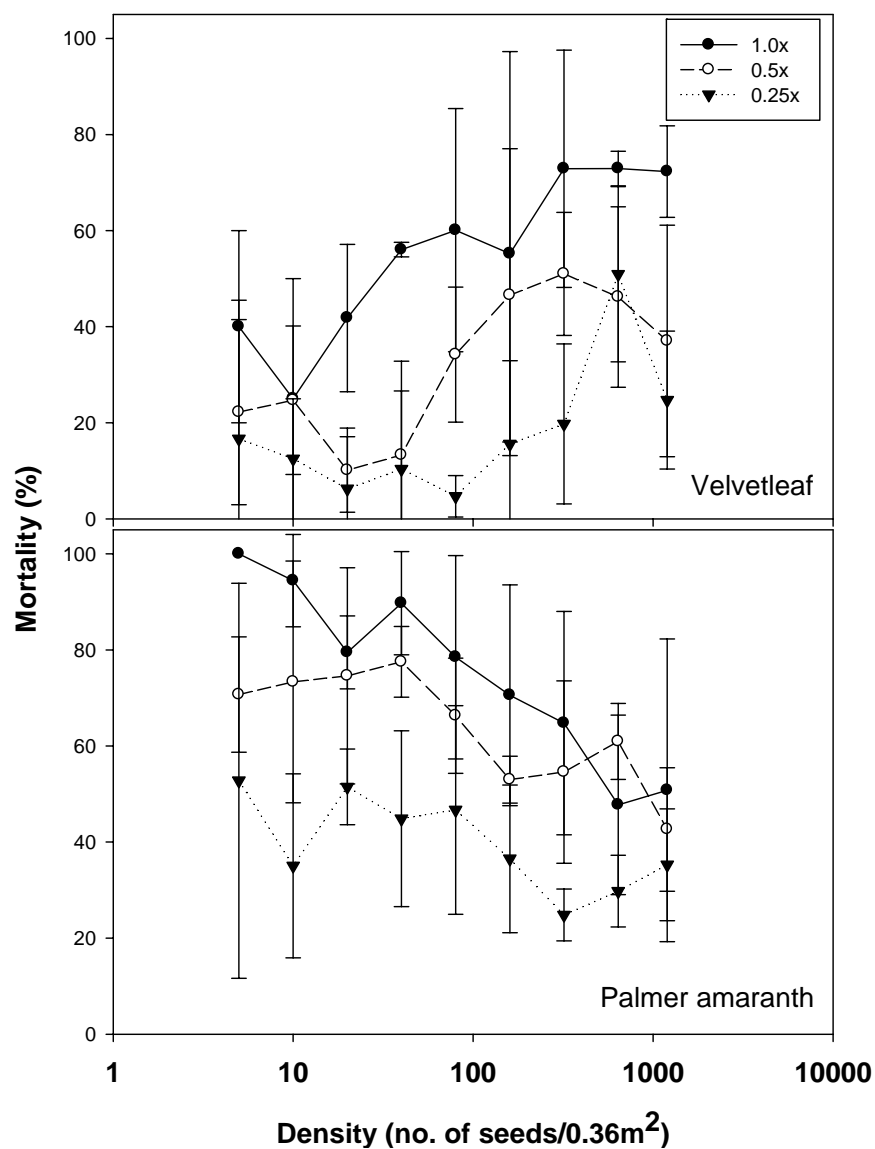 100
80
60
40
20
0
1.0x
0.5x
0.25x
Velvetleaf
Mortality (%)
100
80
60
40
20
0
Palmer amaranth
1 10 100 1000 10000
Density (no. of seeds/0.36m²)